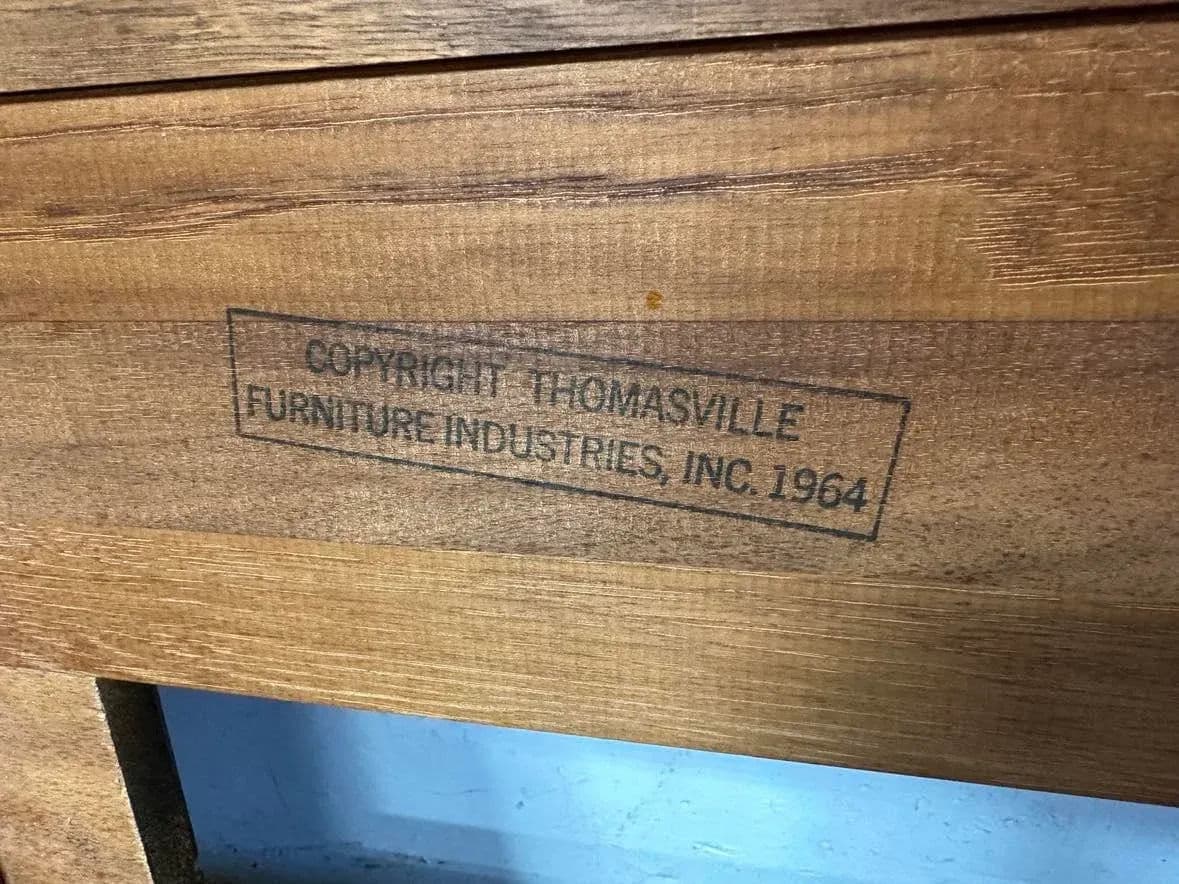 COPYRIGHT THOMASVILLE
FURNITURE INDUSTRIES, INC. 1964